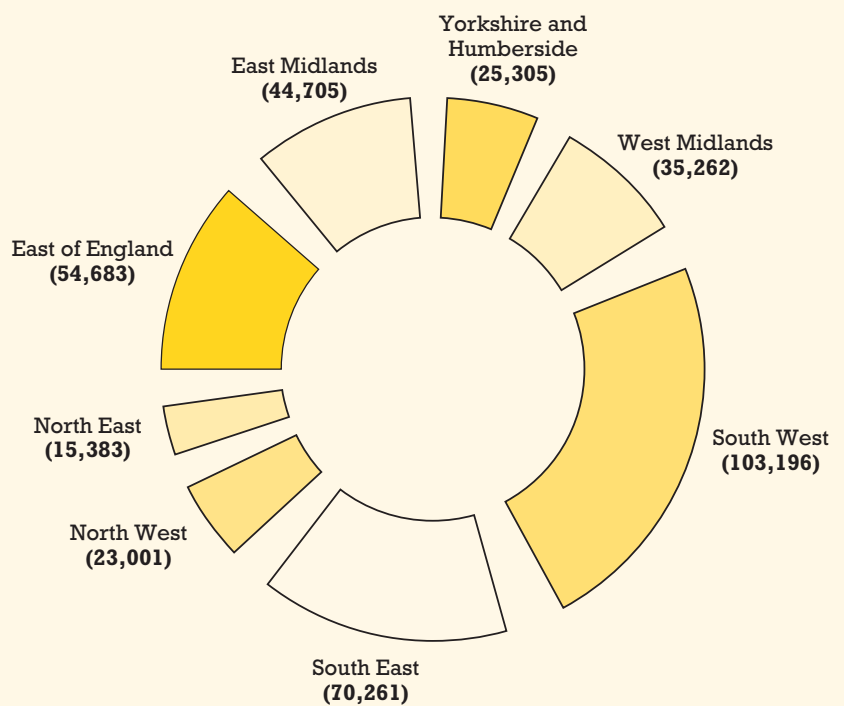 Yorkshire and
Humberside
(25,305)
East Midlands
(44,705)
West Midlands
(35,262)
East of England
(54,683)
North East
(15,383)
South West
(103,196)
North West
(23,001)
South East
(70,261)